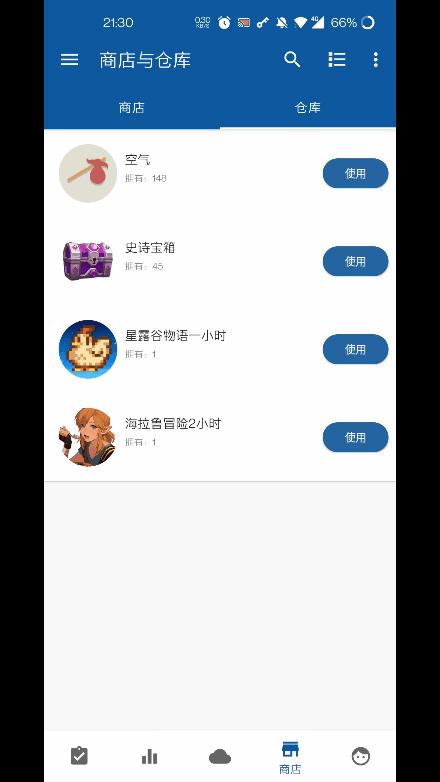 21:30 0.30 KB/S 4G 66%
商店与仓库
商店 仓库
空气
拥有：148
使用
史诗宝箱
拥有：45
使用
星露谷物语一小时
拥有：1
使用
海拉鲁冒险2小时
拥有：1
使用
商店